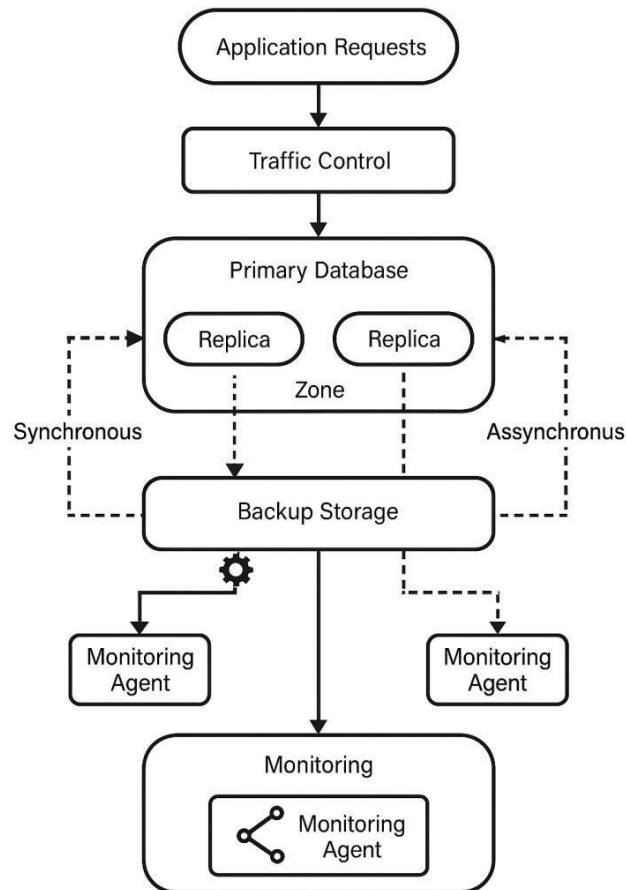 Application Requests
Traffic Control
Primary Database
Replica
Replica
Zone
Synchronous
Assynchronus
Backup Storage
Monitoring
Agent
Monitoring
Agent
Monitoring
Monitoring
Agent